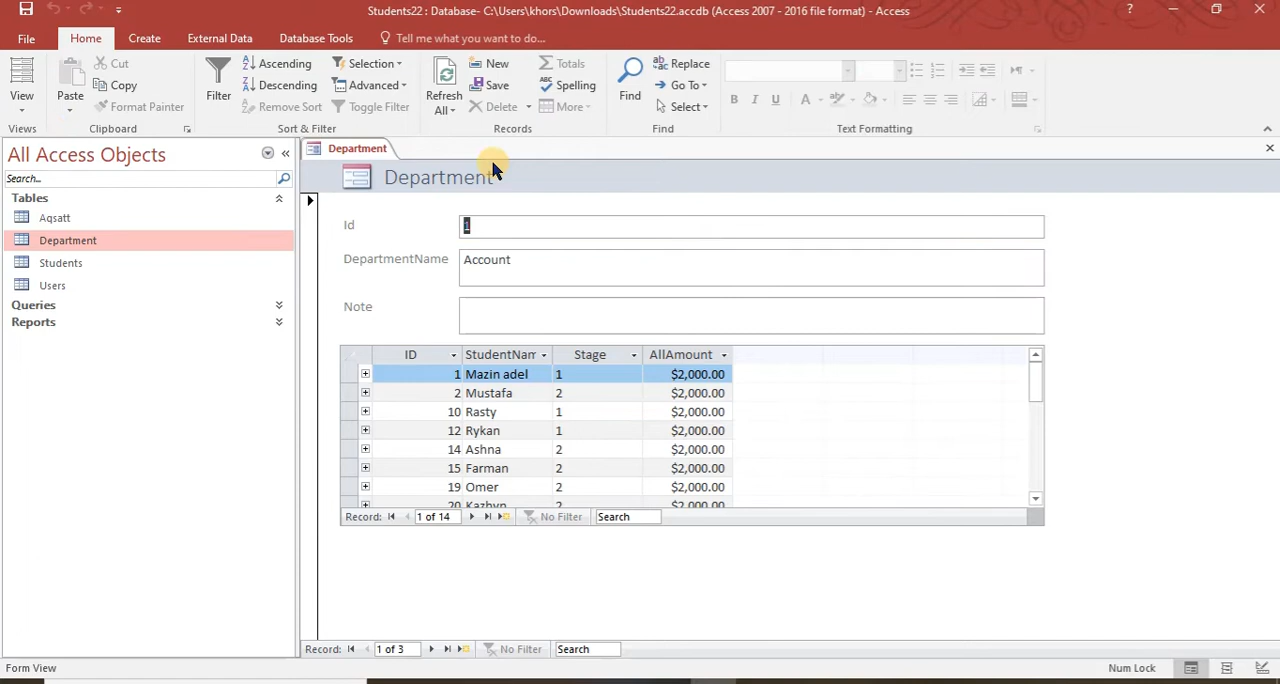 Students22 : Database- C:\Users\khors\Downloads\Students22.accdb (Access 2007 - 2016 file format) - Access
File Home Create External Data Database Tools Tell me what you want to do...
View
Views
Paste
Cut
Copy
Format Painter
Clipboard
Filter
Ascending
Descending
Remove Sort
Selection
Advanced
Toggle Filter
Sort & Filter
Refresh All
New
Save
Delete
Totals
Spelling
More
Records
Find
Replace
Go To
Select
Find
B I U A
Text Formatting
All Access Objects
Search...
Tables
Aqsatt
Department
Students
Users
Queries
Reports
Department
Department
Id 1
DepartmentName Account
Note
ID StudentNam Stage AllAmount
1 Mazin adel 1 $2,000.00
2 Mustafa 2 $2,000.00
10 Rasty 1 $2,000.00
12 Rykan 1 $2,000.00
14 Ashna 2 $2,000.00
15 Farman 2 $2,000.00
19 Omer 2 $2,000.00
20 Kazhyn 2 $2,000.00
Record: 1 of 14 No Filter Search
Record: 1 of 3 No Filter Search
Form View Num Lock